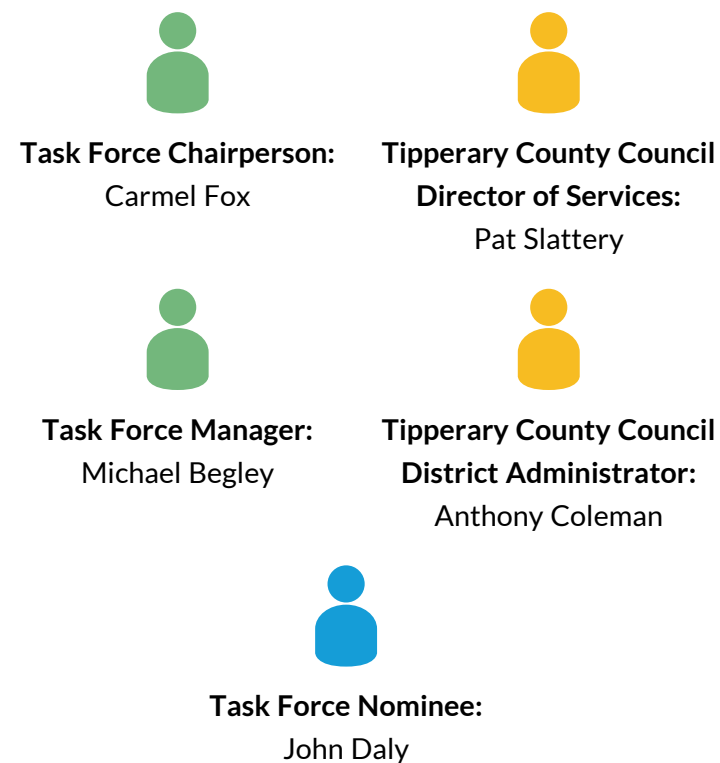 Task Force Chairperson:
Carmel Fox
Tipperary County Council
Director of Services:
Pat Slattery
Task Force Manager:
Michael Begley
Tipperary County Council
District Administrator:
Anthony Coleman
Task Force Nominee:
John Daly